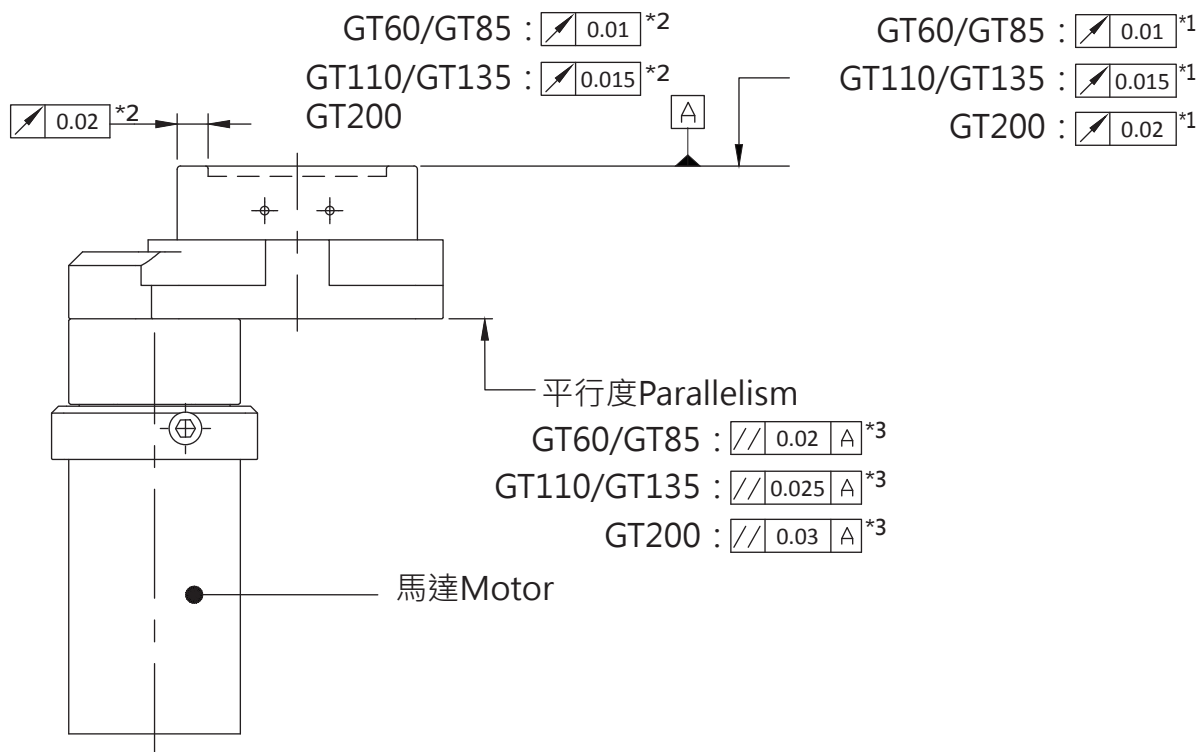 GT60/GT85 : ↗ 0.01 *2
GT110/GT135 : ↗ 0.015 *2
GT200
GT60/GT85 : ↗ 0.01 *1
GT110/GT135 : ↗ 0.015 *1
GT200 : ↗ 0.02 *1
↗ 0.02 *2
A
平行度Parallelism
GT60/GT85 : // 0.02 A *3
GT110/GT135 : // 0.025 A *3
GT200 : // 0.03 A *3
馬達Motor